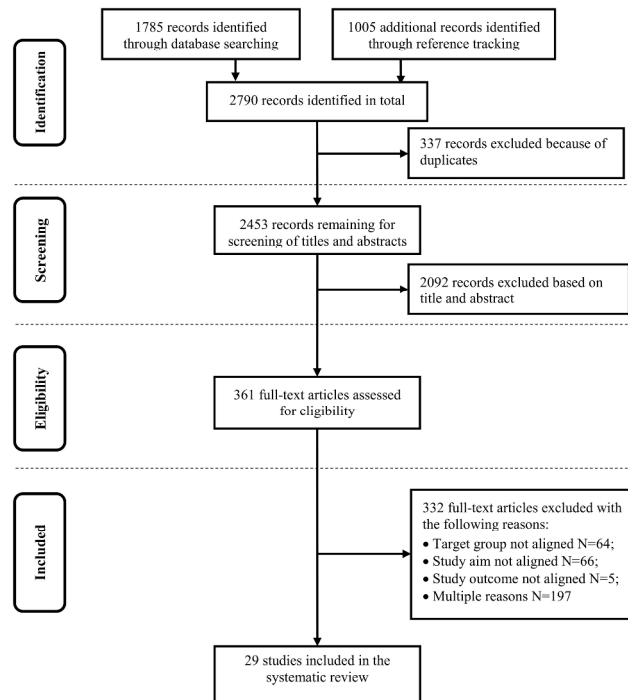 1785 records identified
through database searching
1005 additional records identified
through reference tracking
Identification
2790 records identified in total
337 records excluded because of
duplicates
Screening
2453 records remaining for
screening of titles and abstracts
2092 records excluded based on
title and abstract
Eligibility
361 full-text articles assessed
for eligibility
Included
332 full-text articles excluded with
the following reasons:
• Target group not aligned N=64;
• Study aim not aligned N=66;
• Study outcome not aligned N=5;
• Multiple reasons N=197
29 studies included in the
systematic review